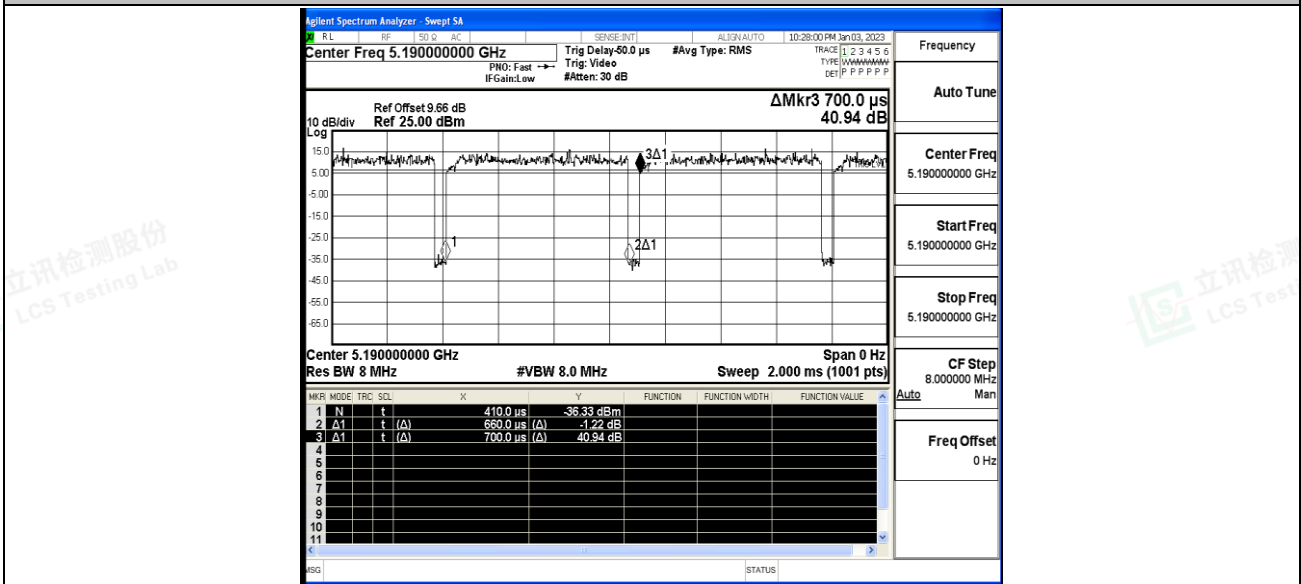 Agilent Spectrum Analyzer - Swept SA
RL RF 50 Ω AC SENSE:INT ALIGN AUTO 10:28:00 PM Jan 03, 2023
Center Freq 5.190000000 GHz
PNO: Fast
IFGain:Low
Trig Delay-50.0 µs
Trig: Video
#Atten: 30 dB
#Avg Type: RMS
TRACE 1 2 3 4 5 6
TYPE
DET P P P P P P
Ref Offset 9.66 dB
Ref 25.00 dBm
10 dB/div
Log
ΔMkr3 700.0 µs
40.94 dB
15.0
5.00
-5.00
-15.0
-25.0
-35.0
-45.0
-55.0
-65.0
3Δ1
1
2Δ1
Center 5.190000000 GHz Span 0 Hz
Res BW 8 MHz #VBW 8.0 MHz Sweep 2.000 ms (1001 pts)
MKR MODE TRC SCL X Y FUNCTION FUNCTION WIDTH FUNCTION VALUE
1 N t 410.0 µs -36.33 dBm
2 Δ1 t (Δ) 660.0 µs (Δ) -1.22 dB
3 Δ1 t (Δ) 700.0 µs (Δ) 40.94 dB
4
5
6
7
8
9
10
11
MSG STATUS
Frequency
Auto Tune
Center Freq
5.190000000 GHz
Start Freq
5.190000000 GHz
Stop Freq
5.190000000 GHz
CF Step
8.000000 MHz
Auto Man
Freq Offset
0 Hz
立讯检测股份
LCS Testing Lab
立讯检测
LCS Test